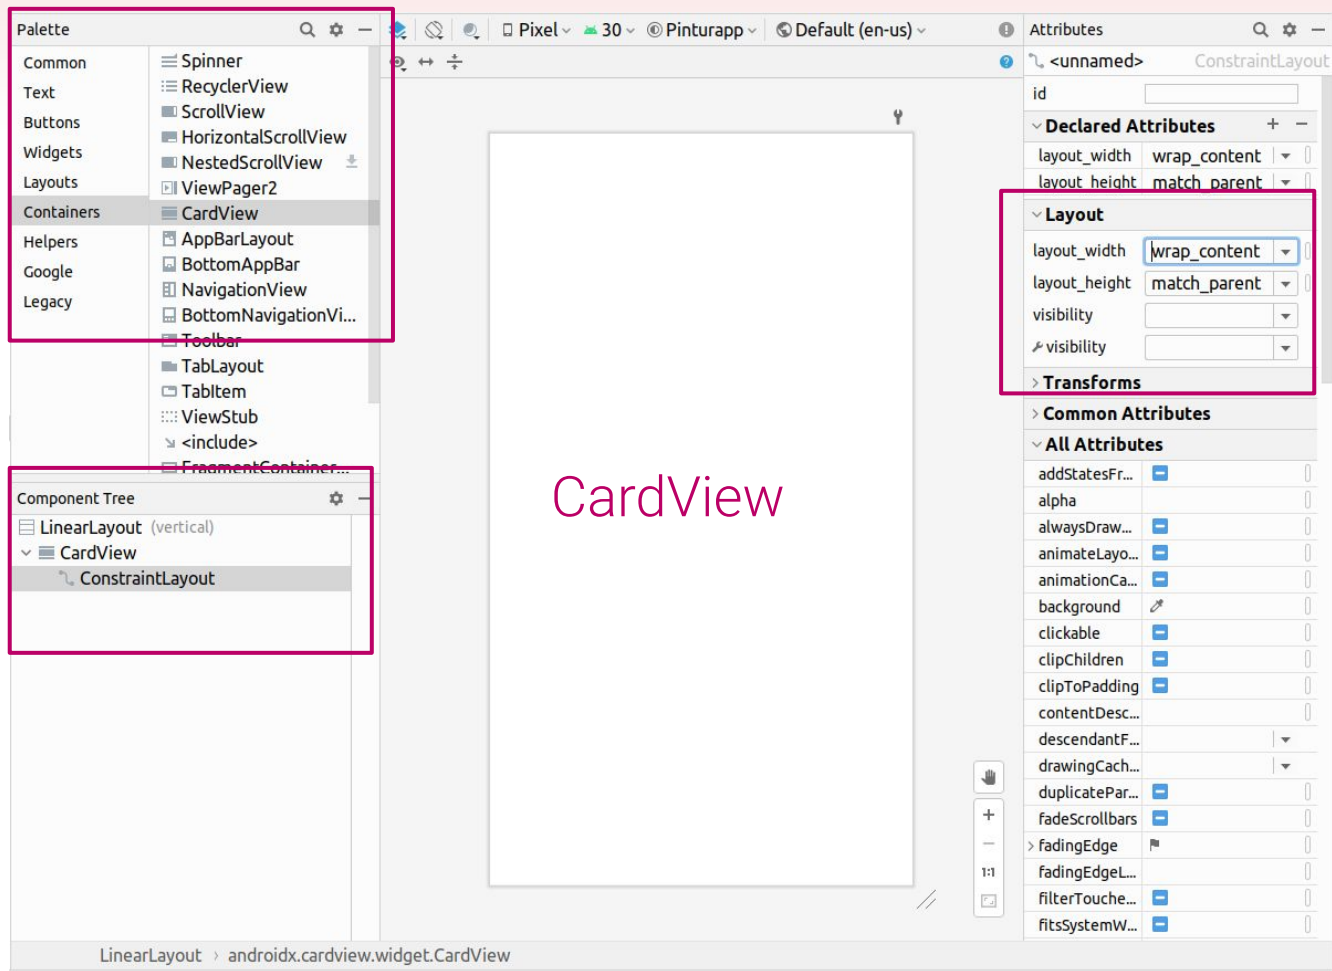 Palette
Common
Text
Buttons
Widgets
Layouts
Containers
Helpers
Google
Legacy
Spinner
RecyclerView
ScrollView
HorizontalScrollView
NestedScrollView
ViewPager2
CardView
AppBarLayout
BottomAppBar
NavigationView
BottomNavigationVi...
Toolbar
TabLayout
TabItem
ViewStub
<include>
FragmentContainer...
Component Tree
LinearLayout (vertical)
CardView
ConstraintLayout
Pixel 30 Pinturapp Default (en-us)
CardView
1:1
Attributes
<unnamed> ConstraintLayout
id
Declared Attributes
layout_width wrap_content
layout_height match_parent
Layout
layout_width wrap_content
layout_height match_parent
visibility
visibility
Transforms
Common Attributes
All Attributes
addStatesFr...
alpha
alwaysDraw...
animateLayo...
animationCa...
background
clickable
clipChildren
clipToPadding
contentDesc...
descendantF...
drawingCach...
duplicatePar...
fadeScrollbars
fadingEdge
fadingEdgeL...
filterTouche...
fitsSystemW...
LinearLayout › androidx.cardview.widget.CardView